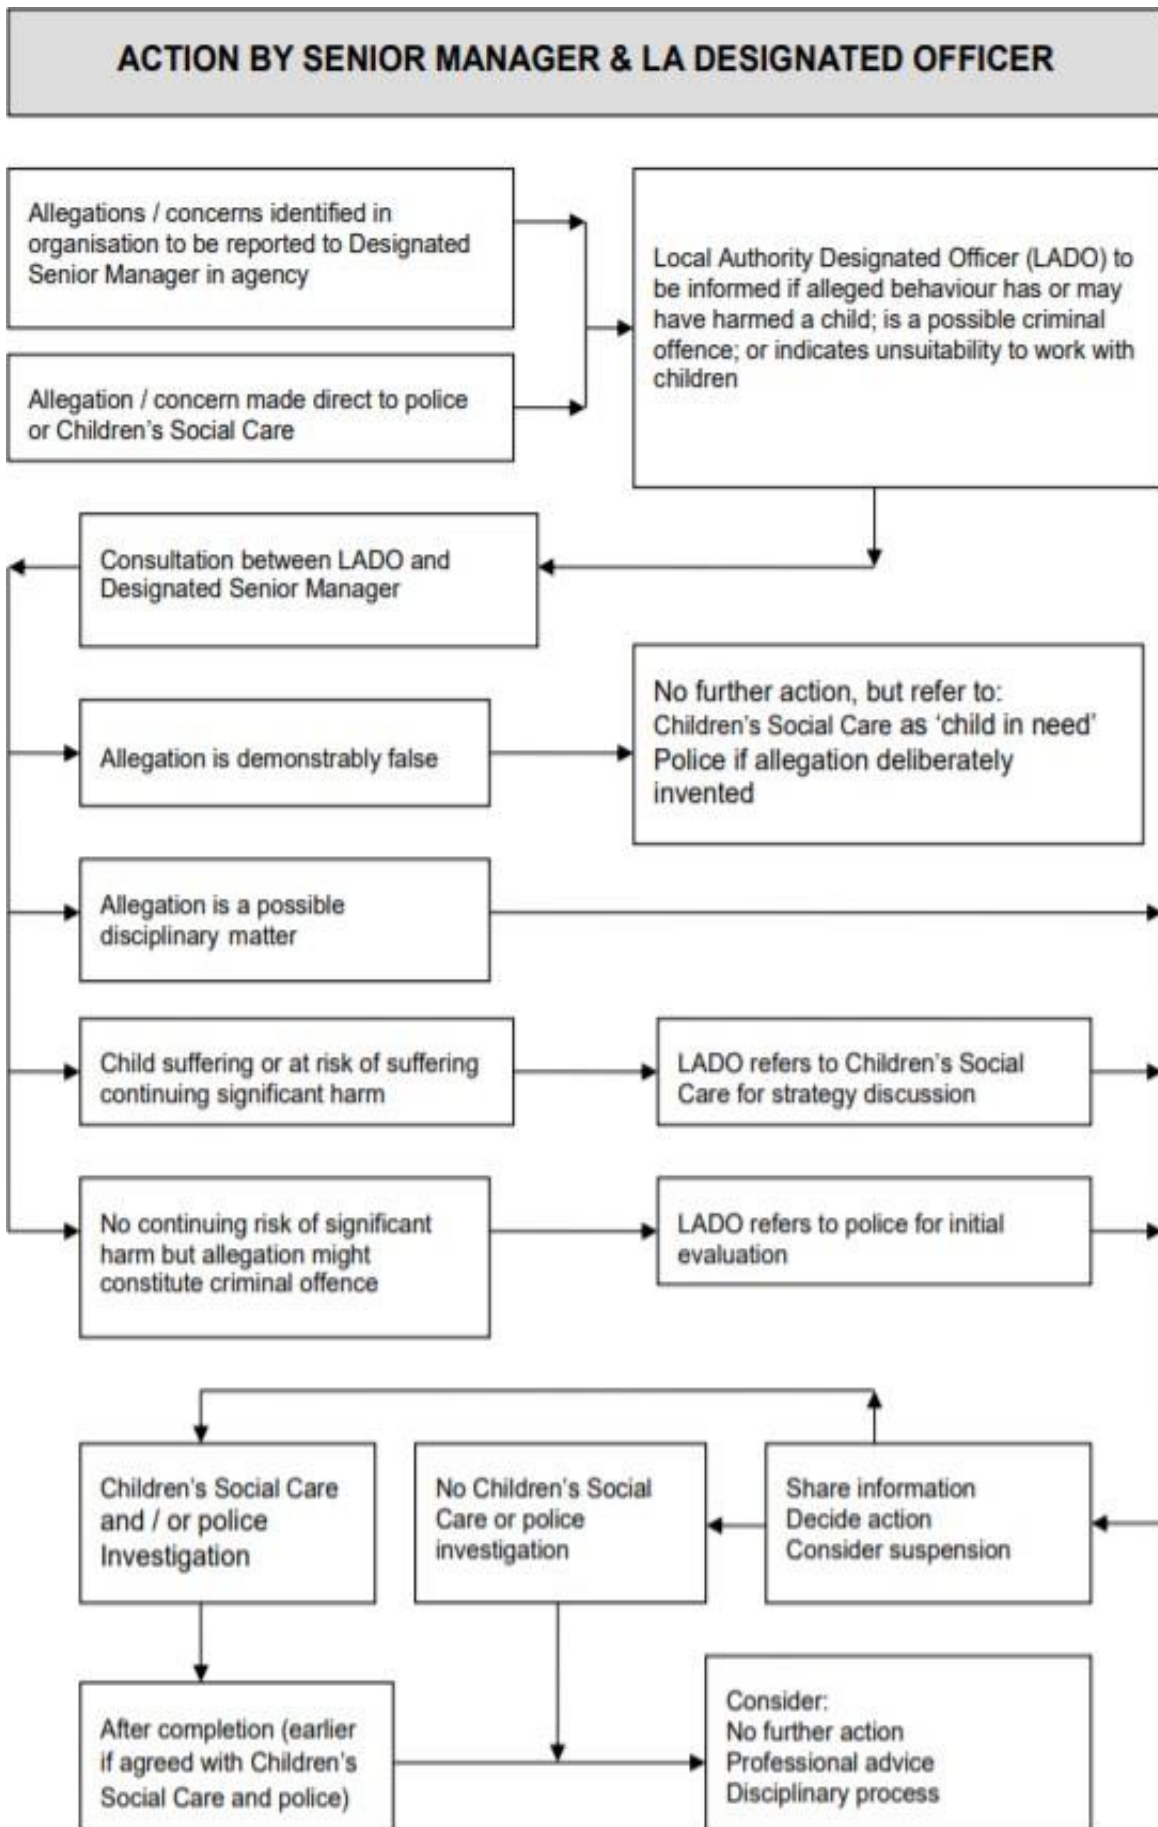 ACTION BY SENIOR MANAGER & LA DESIGNATED OFFICER
Allegations / concerns identified in
organisation to be reported to Designated
Senior Manager in agency
Local Authority Designated Officer (LADO) to
be informed if alleged behaviour has or may
have harmed a child; is a possible criminal
offence; or indicates unsuitability to work with
children
Allegation / concern made direct to police
or Children's Social Care
Consultation between LADO and
Designated Senior Manager
No further action, but refer to:
Children's Social Care as 'child in need'
Police if allegation deliberately
invented
Allegation is demonstrably false
Allegation is a possible
disciplinary matter
Child suffering or at risk of suffering
continuing significant harm
LADO refers to Children's Social
Care for strategy discussion
No continuing risk of significant
harm but allegation might
constitute criminal offence
LADO refers to police for initial
evaluation
Children's Social Care
and / or police
Investigation
No Children's Social
Care or police
investigation
Share information
Decide action
Consider suspension
After completion (earlier
if agreed with Children's
Social Care and police)
Consider:
No further action
Professional advice
Disciplinary process